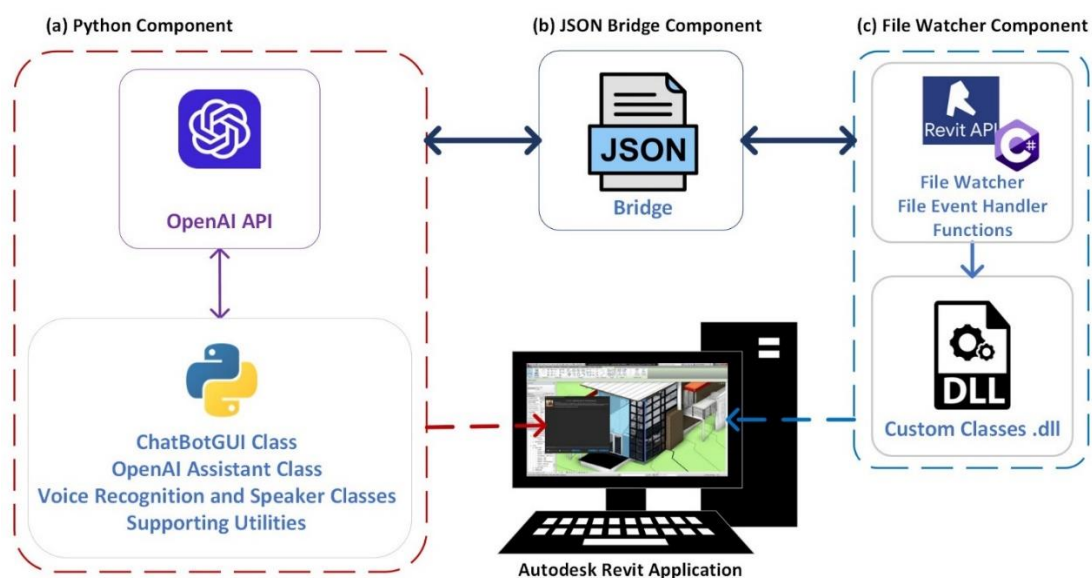 (a) Python Component
(b) JSON Bridge Component
(c) File Watcher Component
OpenAI API
ChatBotGUI Class
OpenAI Assistant Class
Voice Recognition and Speaker Classes
Supporting Utilities
JSON
Bridge
Revit API
C#
File Watcher
File Event Handler
Functions
DLL
Custom Classes .dll
Autodesk Revit Application